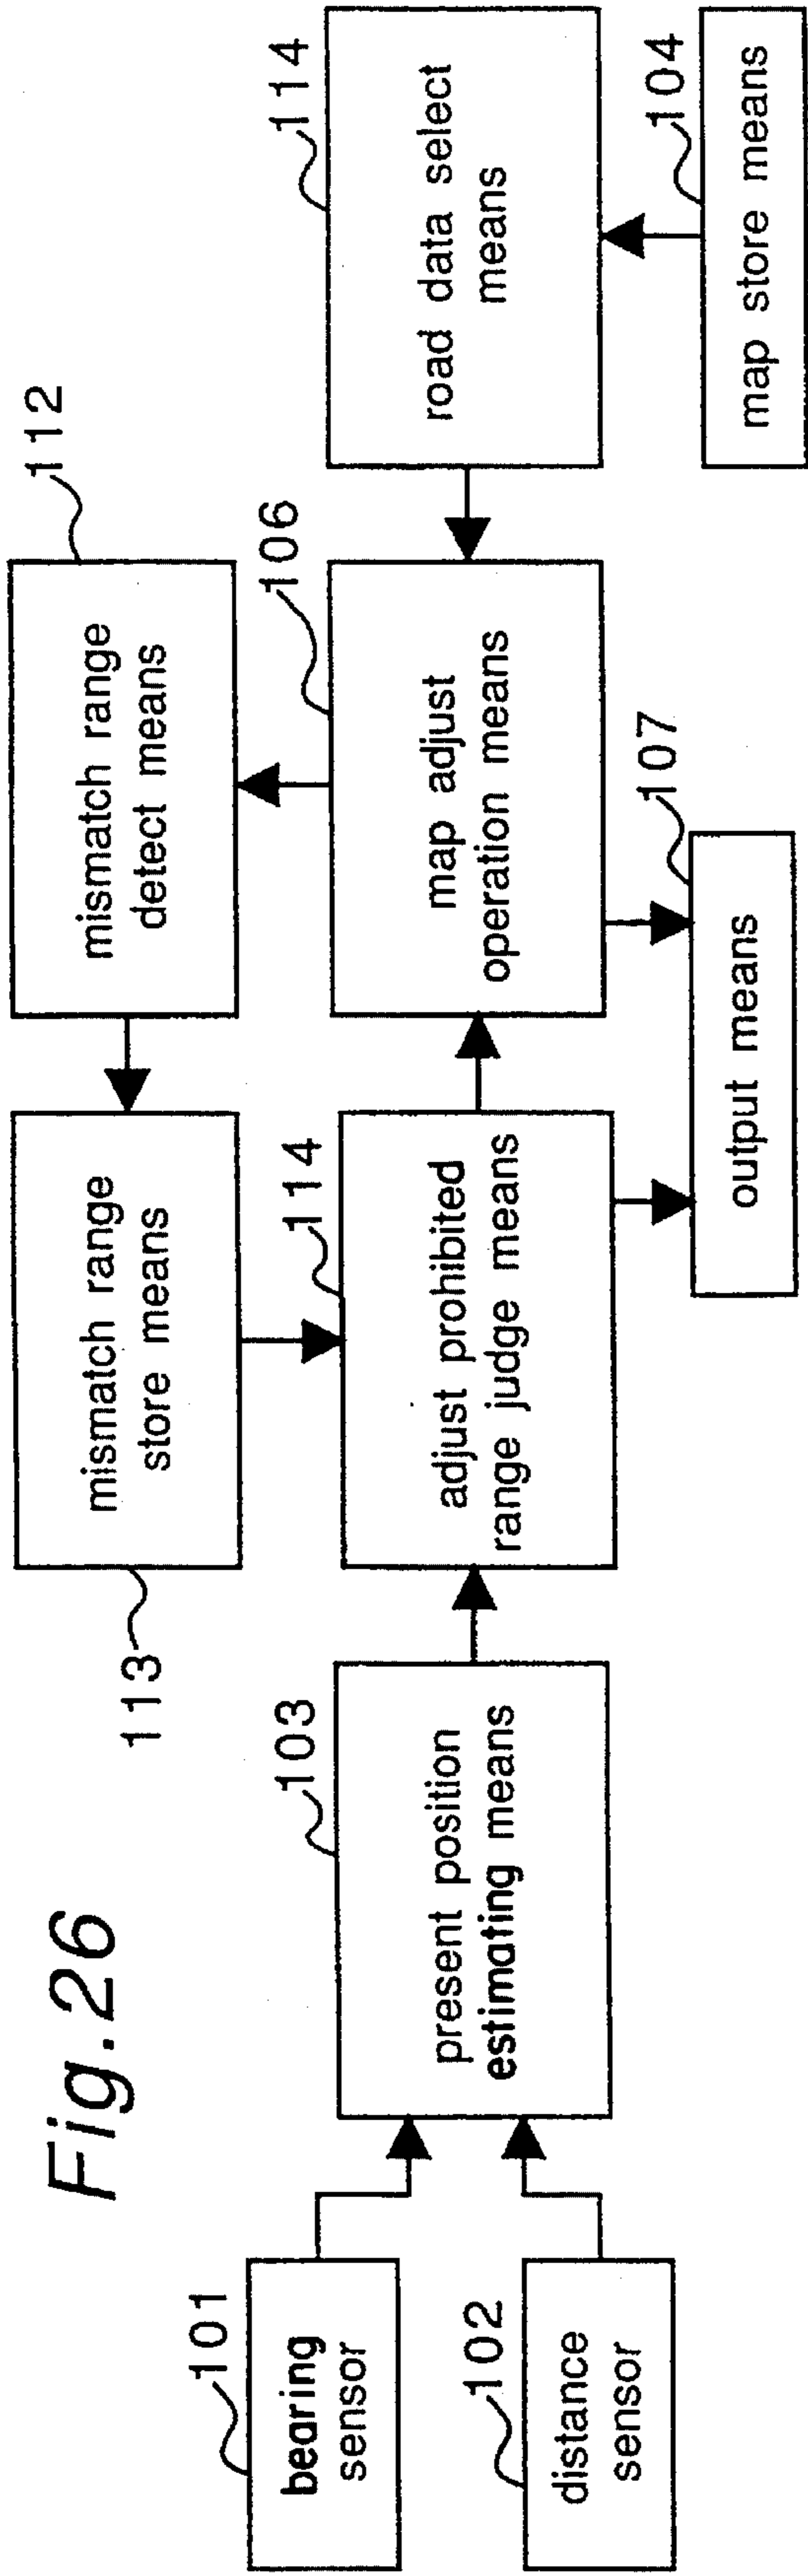 Fig.26
101
bearing
sensor
102
distance
sensor
103
present position
estimating means
113
mismatch range
store means
114
adjust prohibited
range judge means
112
mismatch range
detect means
106
map adjust
operation means
107
output means
114
road data select
means
104
map store means